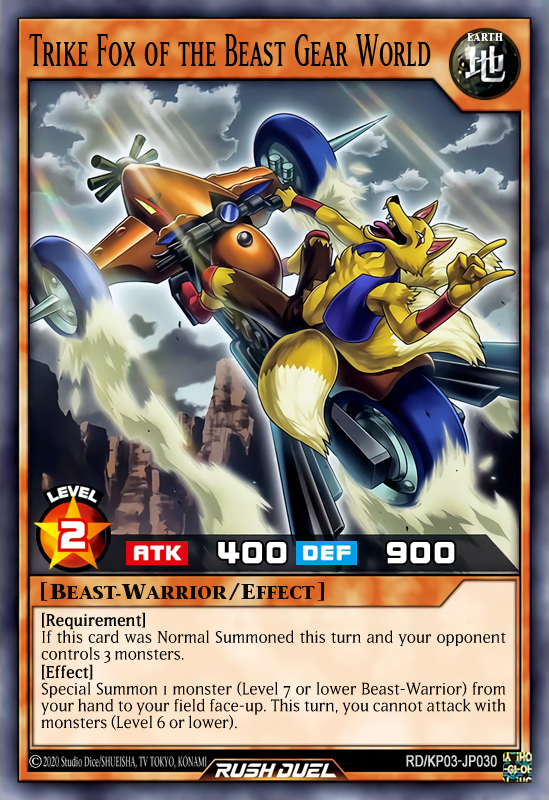 Trike Fox of the Beast Gear World
EARTH
地
LEVEL
2
ATK 400 DEF 900
[Beast-Warrior/Effect]
[Requirement]
If this card was Normal Summoned this turn and your opponent
controls 3 monsters.
[Effect]
Special Summon 1 monster (Level 7 or lower Beast-Warrior) from
your hand to your field face-up. This turn, you cannot attack with
monsters (Level 6 or lower).
©2020 Studio Dice/SHUEISHA, TV TOKYO, KONAMI
RUSH DUEL
RD/KP03-JP030